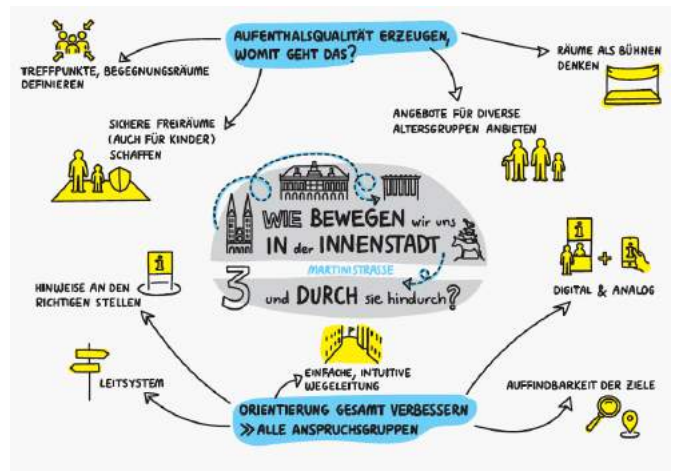 AUFENTHALSQUALITÄT ERZEUGEN,
WOMIT GEHT DAS?
TREFFPUNKTE, BEGEGNUNGSRÄUME
DEFINIEREN
RÄUME ALS BÜHNEN
DENKEN
SICHERE FREIRÄUME
(AUCH FÜR KINDER)
SCHAFFEN
ANGEBOTE FÜR DIVERSE
ALTERSGRUPPEN ANBIETEN
WIE BEWEGEN wir uns
IN der INNENSTADT
MARTINISTRASSE
3 und DURCH sie hindurch?
i
HINWEISE AN DEN
RICHTIGEN STELLEN
i
i
+
DIGITAL & ANALOG
LEITSYSTEM
EINFACHE, INTUITIVE
WEGELEITUNG
AUFFINDBARKEIT DER ZIELE
ORIENTIERUNG GESAMT VERBESSERN
>> ALLE ANSPRUCHSGRUPPEN